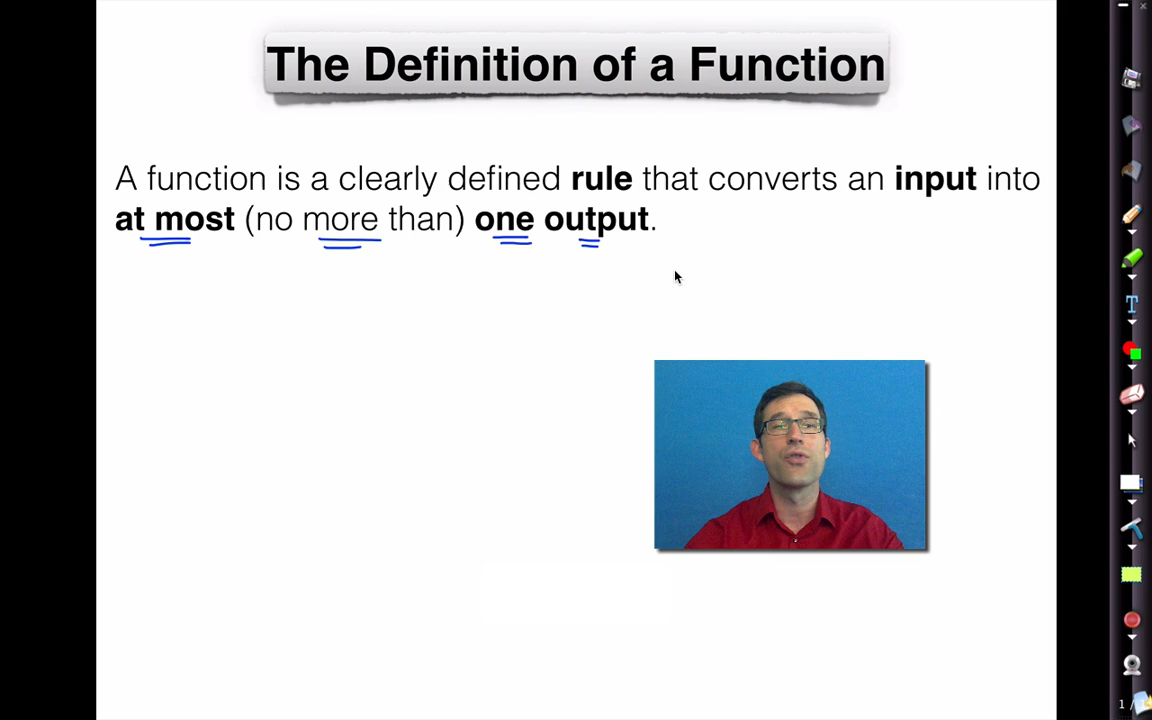 The Definition of a Function
A function is a clearly defined rule that converts an input into
at most (no more than) one output.
T
1 /